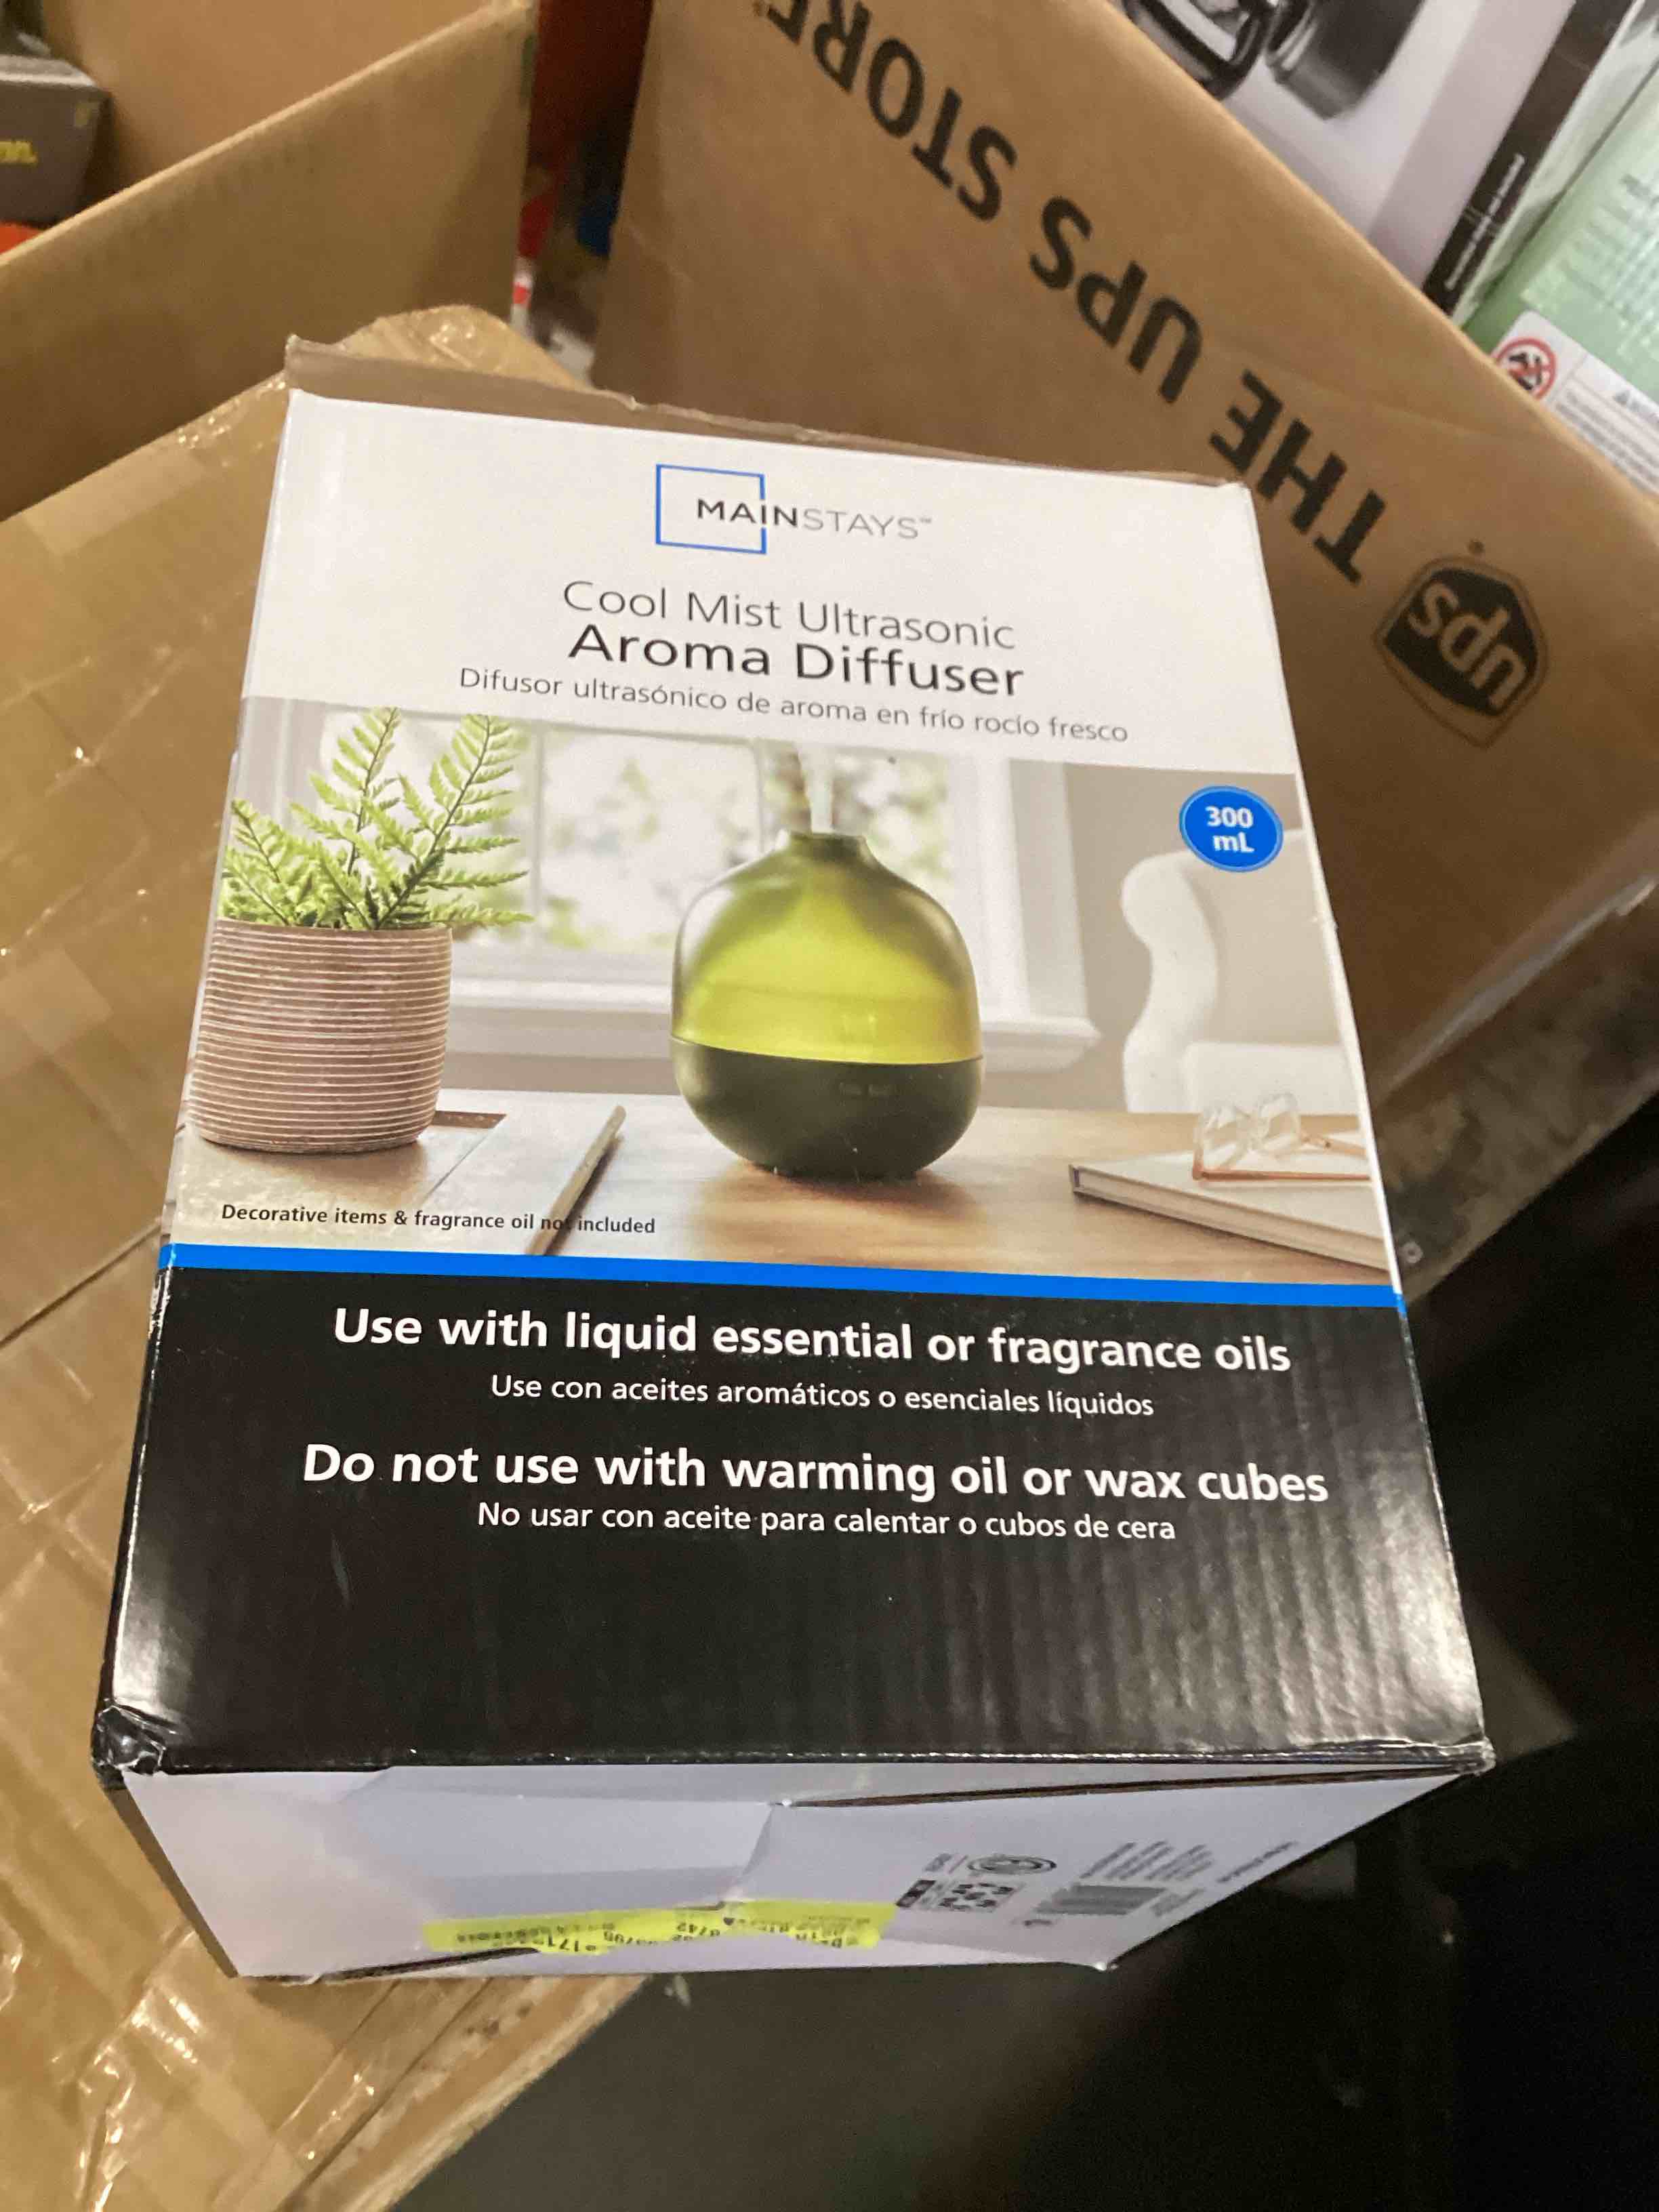 THE UPS STORE
ups
MAINSTAYS™
Cool Mist Ultrasonic
Aroma Diffuser
Difusor ultrasónico de aroma en frío rocío fresco
300
mL
Decorative items & fragrance oil not included
Use with liquid essential or fragrance oils
Use con aceites aromáticos o esenciales líquidos
Do not use with warming oil or wax cubes
No usar con aceite para calentar o cubos de cera